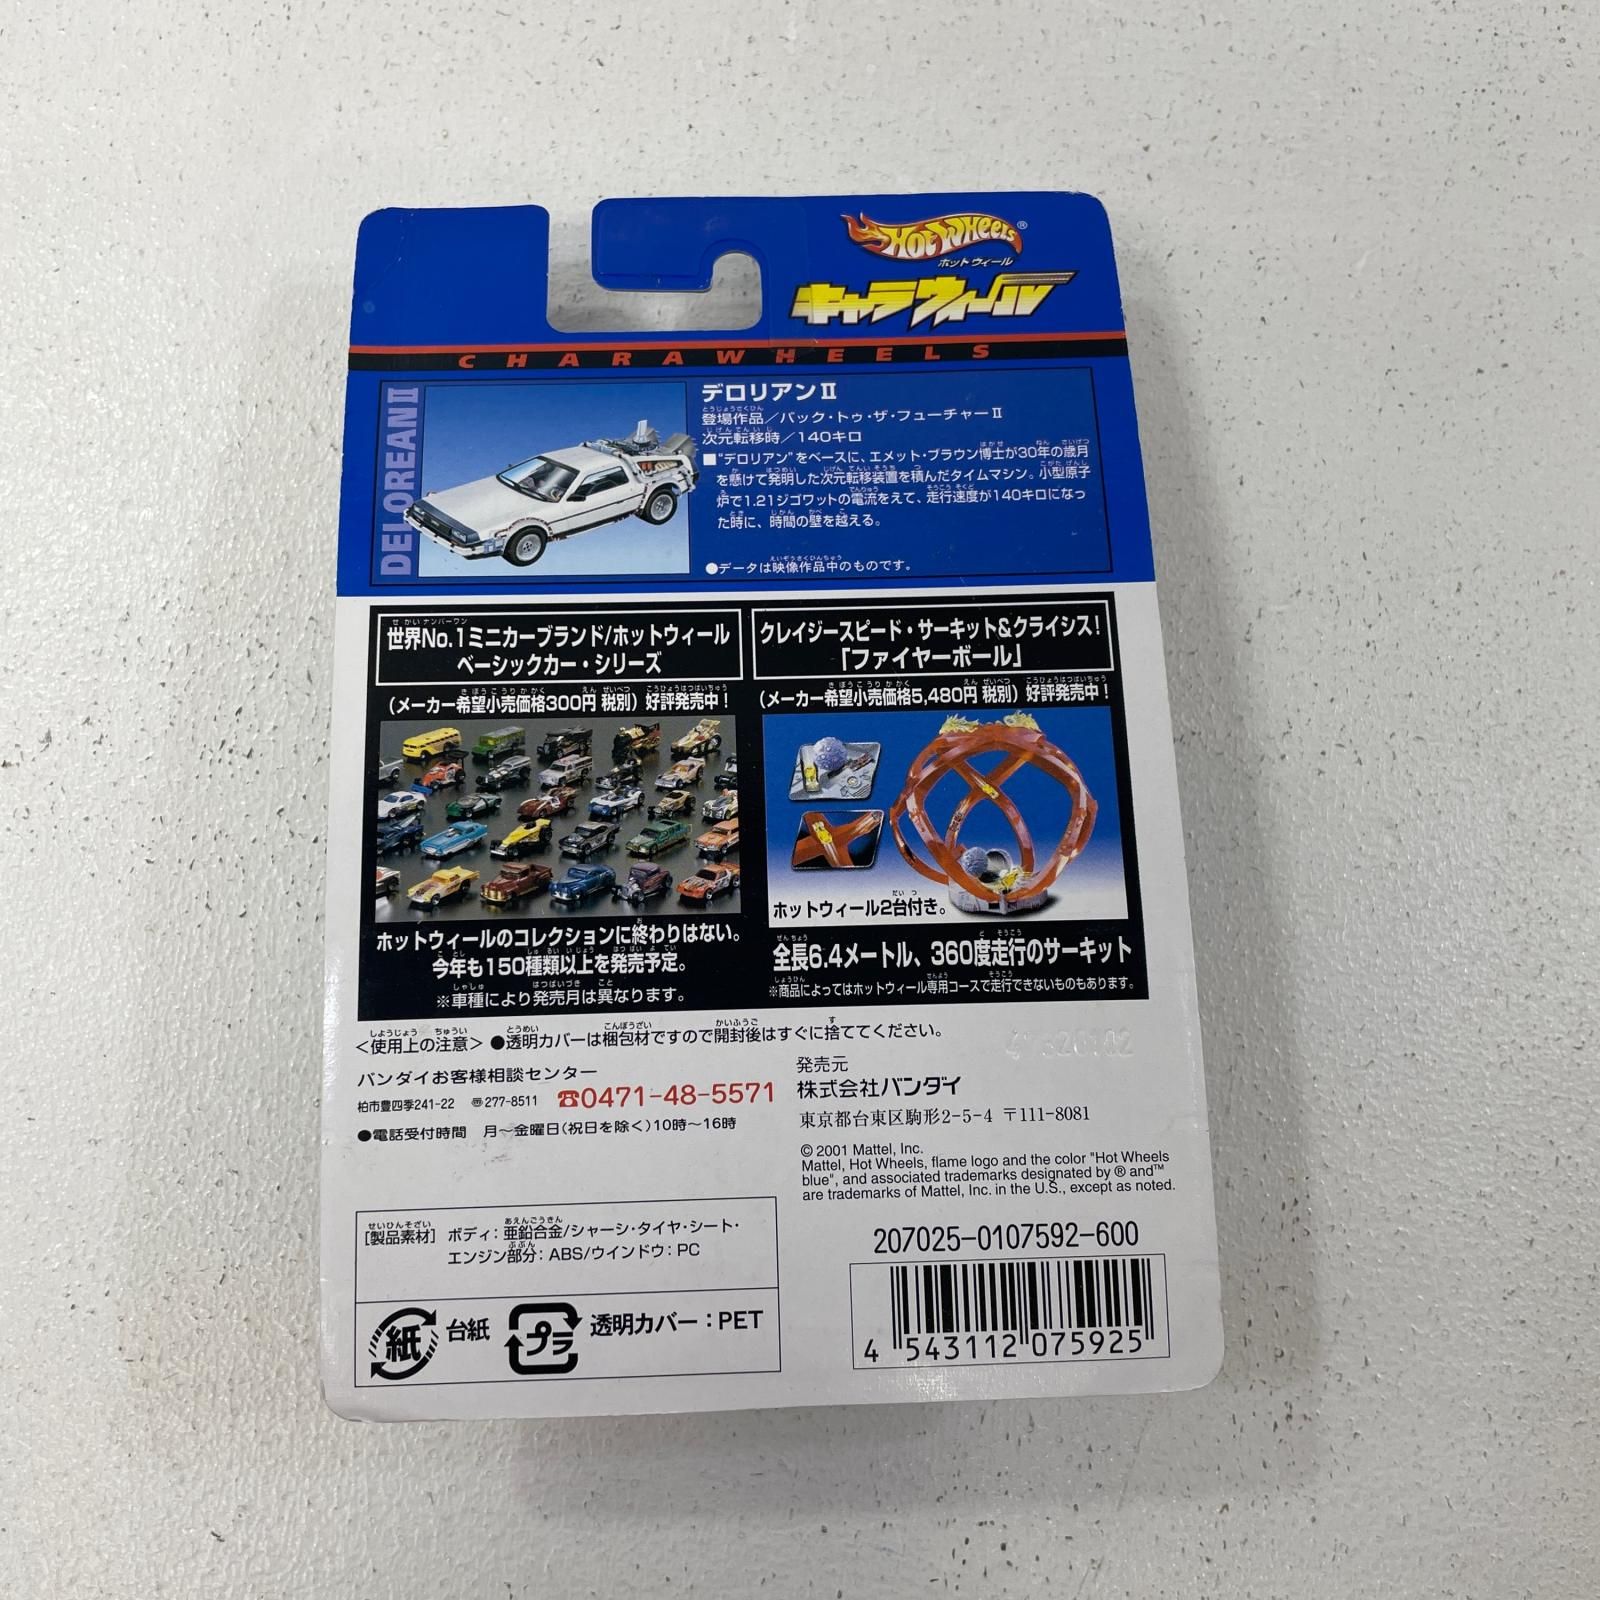 Hot Wheels®
ホット ウィール
キャラウィール
CHARAWHEELS
DELOREAN II
デロリアンⅡ
登場作品/バック・トゥ・ザ・フューチャーⅡ
次元転移時/140キロ
■“デロリアン”をベースに、エメット・ブラウン博士が30年の歳月
を懸けて発明した次元転移装置を積んだタイムマシン。小型原子
炉で1.21ジゴワットの電流をえて、走行速度が140キロになっ
た時に、時間の壁を越える。
●データは映像作品中のものです。
世界No.1ミニカーブランド/ホットウィール
ベーシックカー・シリーズ
(メーカー希望小売価格300円 税別) 好評発売中!
ホットウィールのコレクションに終わりはない。
今年も150種類以上を発売予定。
※車種により発売月は異なります。
クレイジースピード・サーキット&クライシス!
「ファイヤーボール」
(メーカー希望小売価格5,480円 税別) 好評発売中!
ホットウィール2台付き。
全長6.4メートル、360度走行のサーキット
※商品によってはホットウィール専用コースで走行できないものもあります。
<使用上の注意> ●透明カバーは梱包材ですので開封後はすぐに捨ててください。
バンダイお客様相談センター
柏市豊四季241-22 〠277-8511 ☎0471-48-5571
●電話受付時間 月〜金曜日(祝日を除く)10時〜16時
発売元
株式会社バンダイ
東京都台東区駒形2-5-4 〒111-8081
© 2001 Mattel, Inc.
Mattel, Hot Wheels, flame logo and the color "Hot Wheels
blue", and associated trademarks designated by ® and™
are trademarks of Mattel, Inc. in the U.S., except as noted.
[製品素材] ボディ:亜鉛合金/シャーシ・タイヤ・シート・
エンジン部分:ABS/ウインドウ:PC
紙 台紙 プラ 透明カバー:PET
207025-0107592-600
4 543112 075925